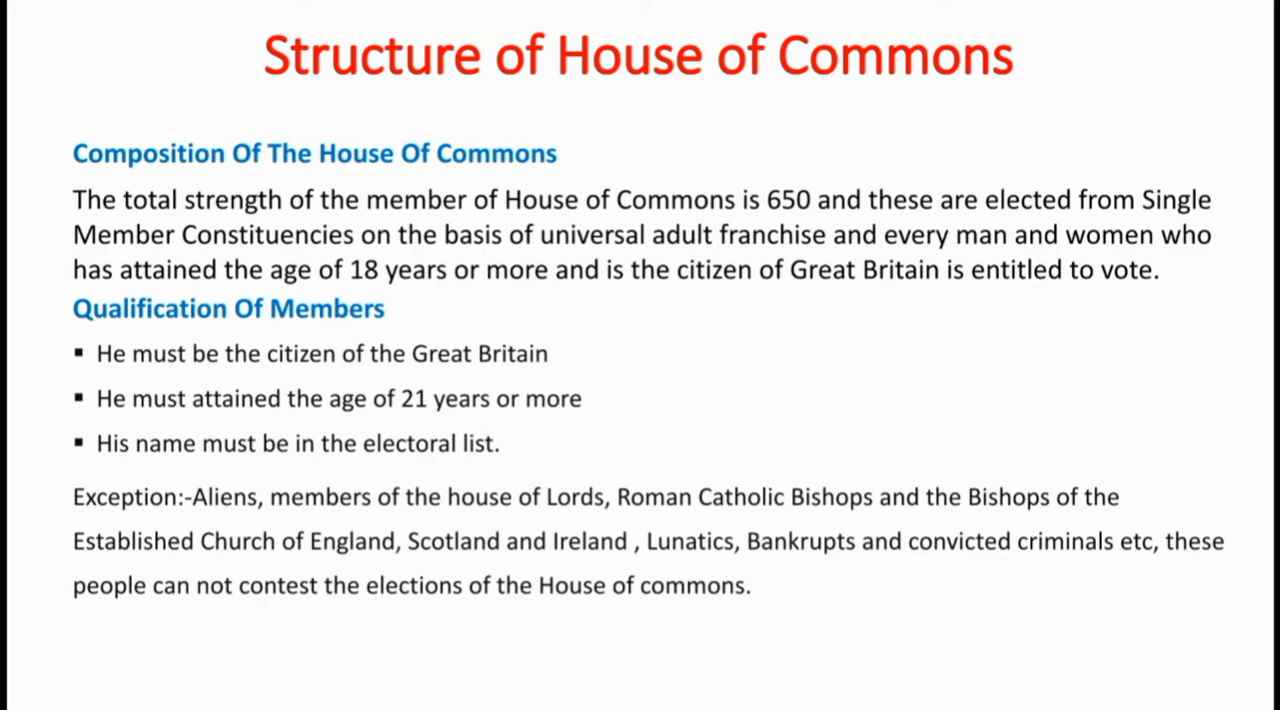 Structure of House of Commons
Composition Of The House Of Commons
The total strength of the member of House of Commons is 650 and these are elected from Single
Member Constituencies on the basis of universal adult franchise and every man and women who
has attained the age of 18 years or more and is the citizen of Great Britain is entitled to vote.
Qualification Of Members
▪ He must be the citizen of the Great Britain
▪ He must attained the age of 21 years or more
▪ His name must be in the electoral list.
Exception:-Aliens, members of the house of Lords, Roman Catholic Bishops and the Bishops of the
Established Church of England, Scotland and Ireland , Lunatics, Bankrupts and convicted criminals etc, these
people can not contest the elections of the House of commons.